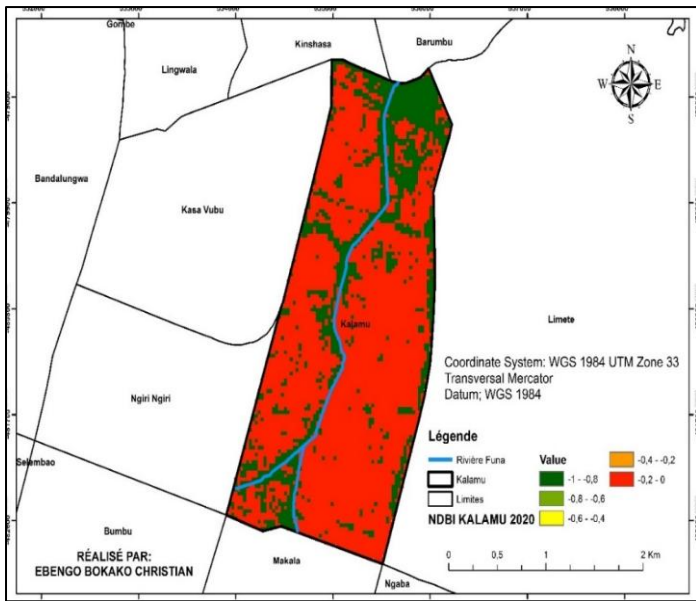 Gombe
Kinshasa
Barumbu
Lingwala
N
W
E
S
Bandalungwa
Kasa Vubu
Kalamu
Limete
Coordinate System: WGS 1984 UTM Zone 33
Transversal Mercator
Datum; WGS 1984
Ngiri Ngiri
Légende
Rivière Funa
Kalamu
Limites
NDBI KALAMU 2020
Value
-1 - -0,8
-0,8 - -0,6
-0,6 - -0,4
-0,4 - -0,2
-0,2 - 0
Selembao
Bumbu
Makala
Ngaba
RÉALISÉ PAR:
EBENGO BOKAKO CHRISTIAN
0 0,5 1 2 Km